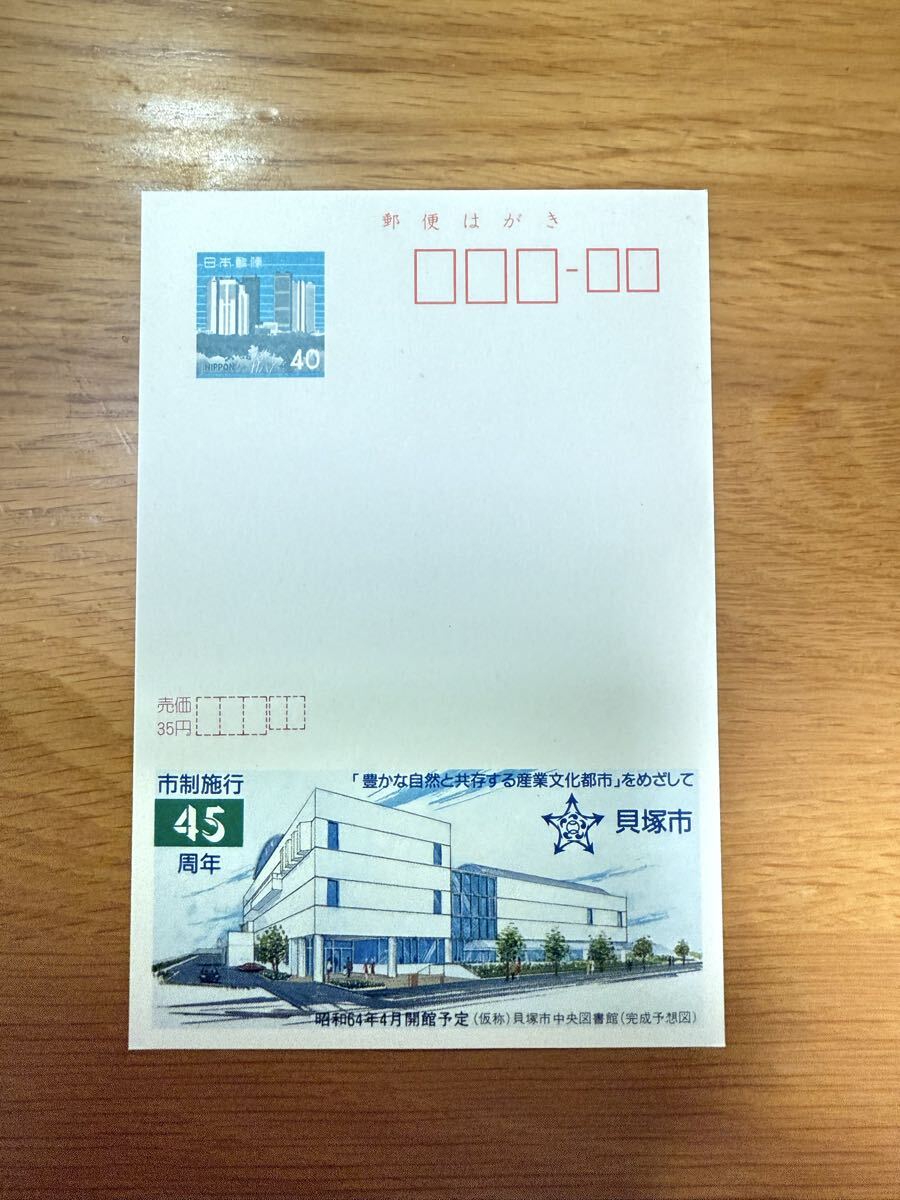 郵便はがき
日本郵便
NIPPON
40
売価
35円
市制施行
45
周年
「豊かな自然と共存する産業文化都市」をめざして
貝塚市
昭和64年4月開館予定(仮称)貝塚市中央図書館(完成予想図)